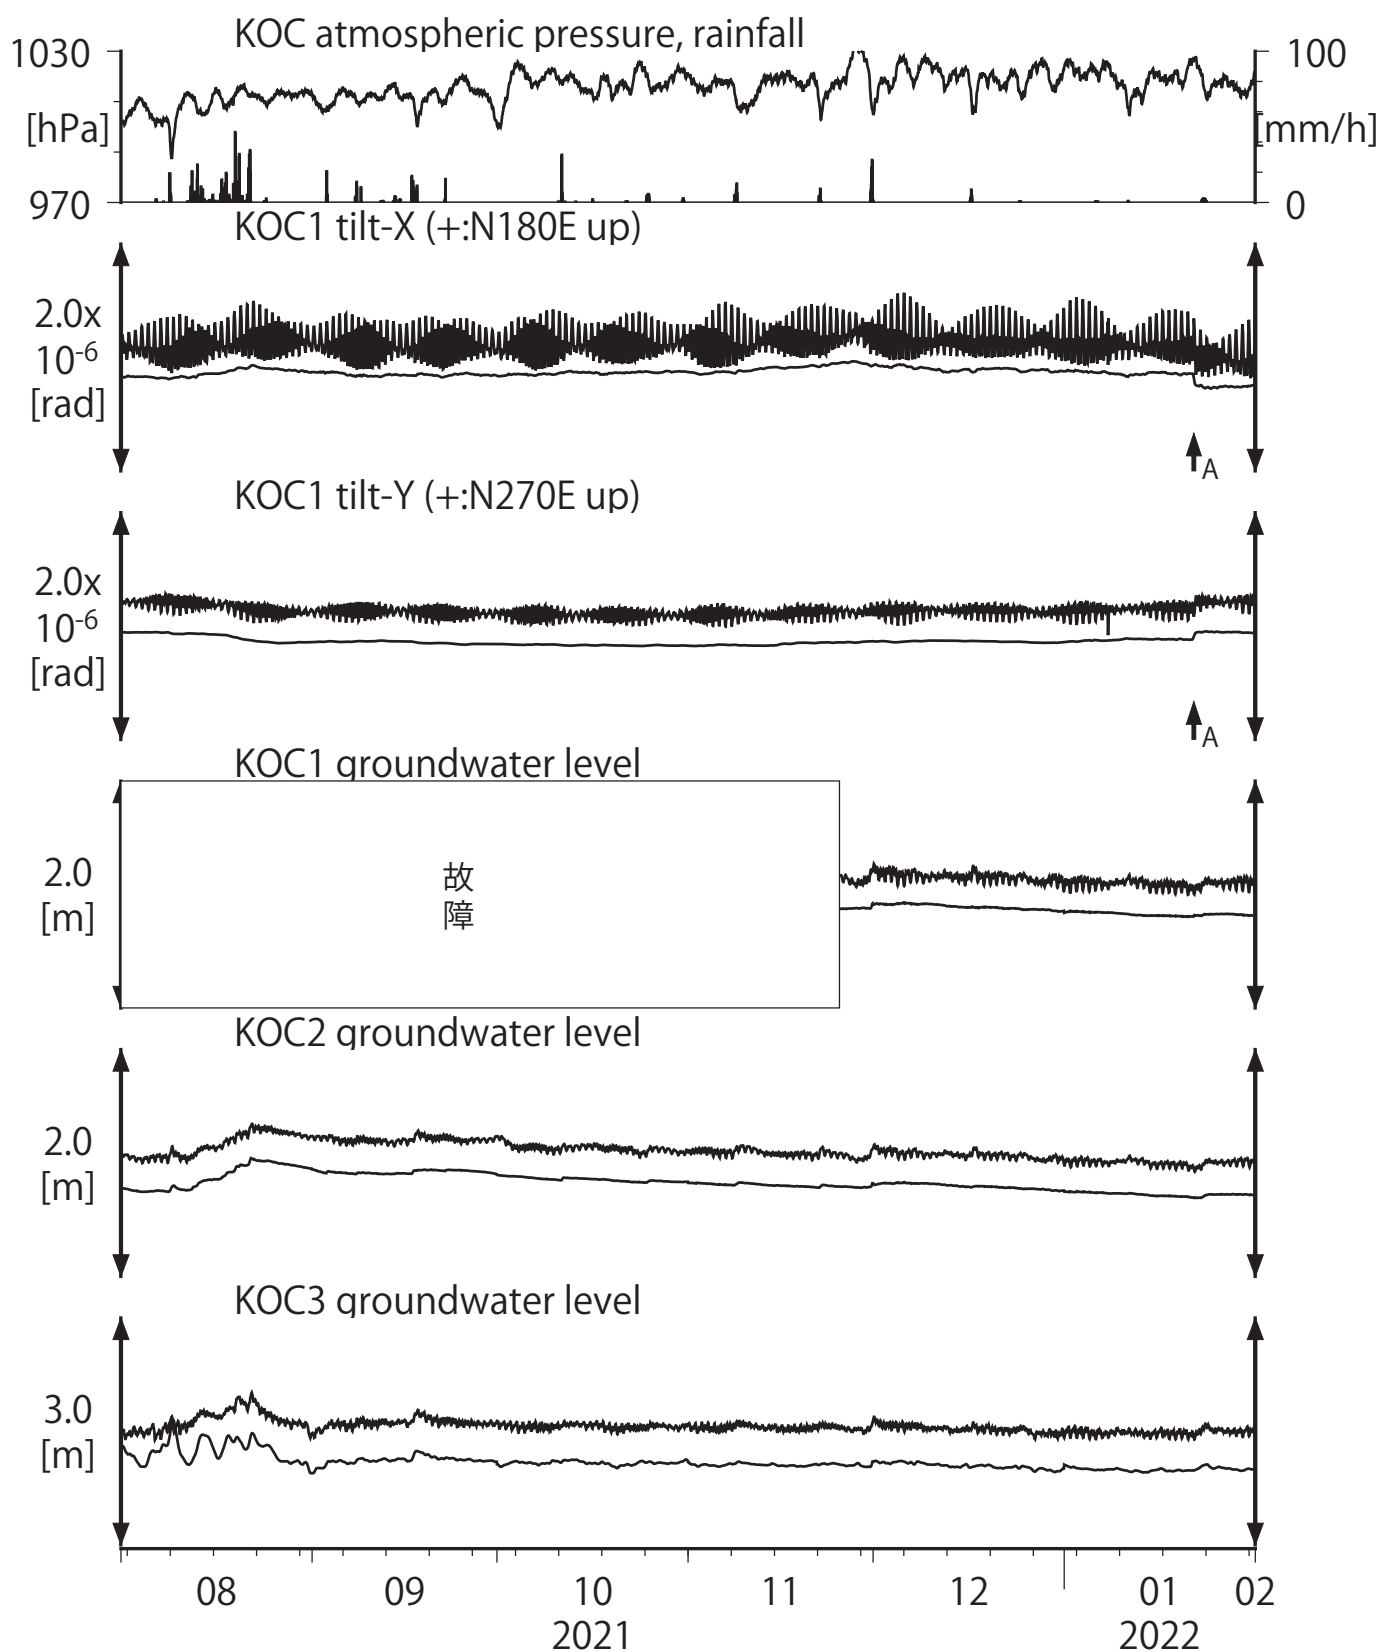 KOC atmospheric pressure, rainfall
1030
100
[hPa]
[mm/h]
970
0
KOC1 tilt-X (+:N180E up)
2.0x
10⁻⁶
[rad]
A
KOC1 tilt-Y (+:N270E up)
2.0x
10⁻⁶
[rad]
A
KOC1 groundwater level
故
障
2.0
[m]
KOC2 groundwater level
2.0
[m]
KOC3 groundwater level
3.0
[m]
08 09 10 11 12 01 02
2021 2022